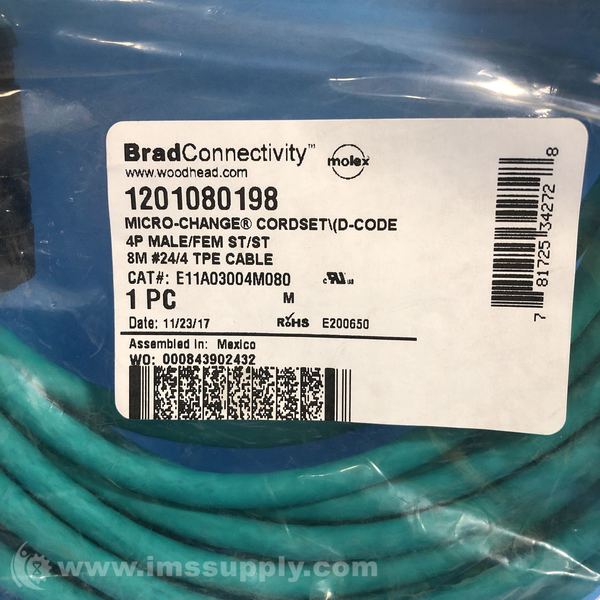 BradConnectivity™
molex
www.woodhead.com
1201080198
MICRO-CHANGE® CORDSET\(D-CODE
4P MALE/FEM ST/ST
8M #24/4 TPE CABLE
CAT#: E11A03004M080
c UL us
1 PC M
Date: 11/23/17 RoHS E200650
Assembled In: Mexico
WO: 000843902432
7 81725 34272 8
www.imssupply.com